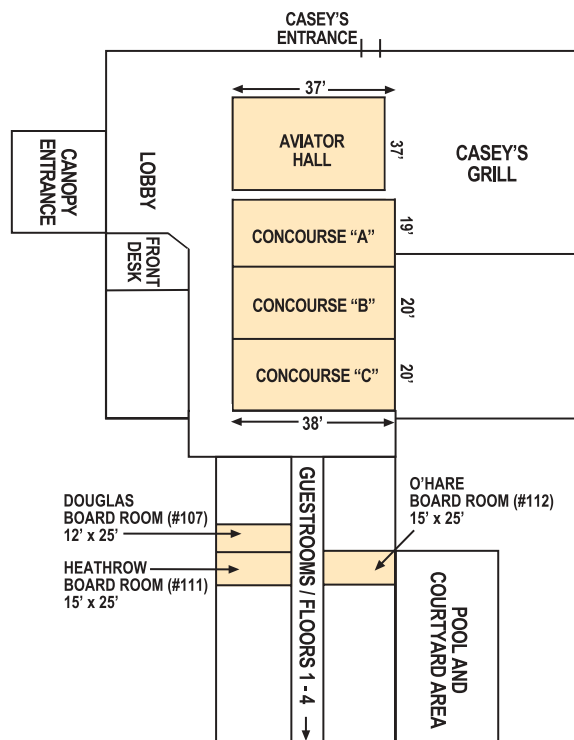 CASEY'S
ENTRANCE
37'
AVIATOR
HALL
37'
CASEY'S
GRILL
CANOPY
ENTRANCE
LOBBY
FRONT
DESK
CONCOURSE "A"
19'
CONCOURSE "B"
20'
CONCOURSE "C"
20'
38'
DOUGLAS
BOARD ROOM (#107)
12' x 25'
HEATHROW
BOARD ROOM (#111)
15' x 25'
GUESTROOMS / FLOORS 1 - 4
O'HARE
BOARD ROOM (#112)
15' x 25'
POOL AND
COURTYARD AREA